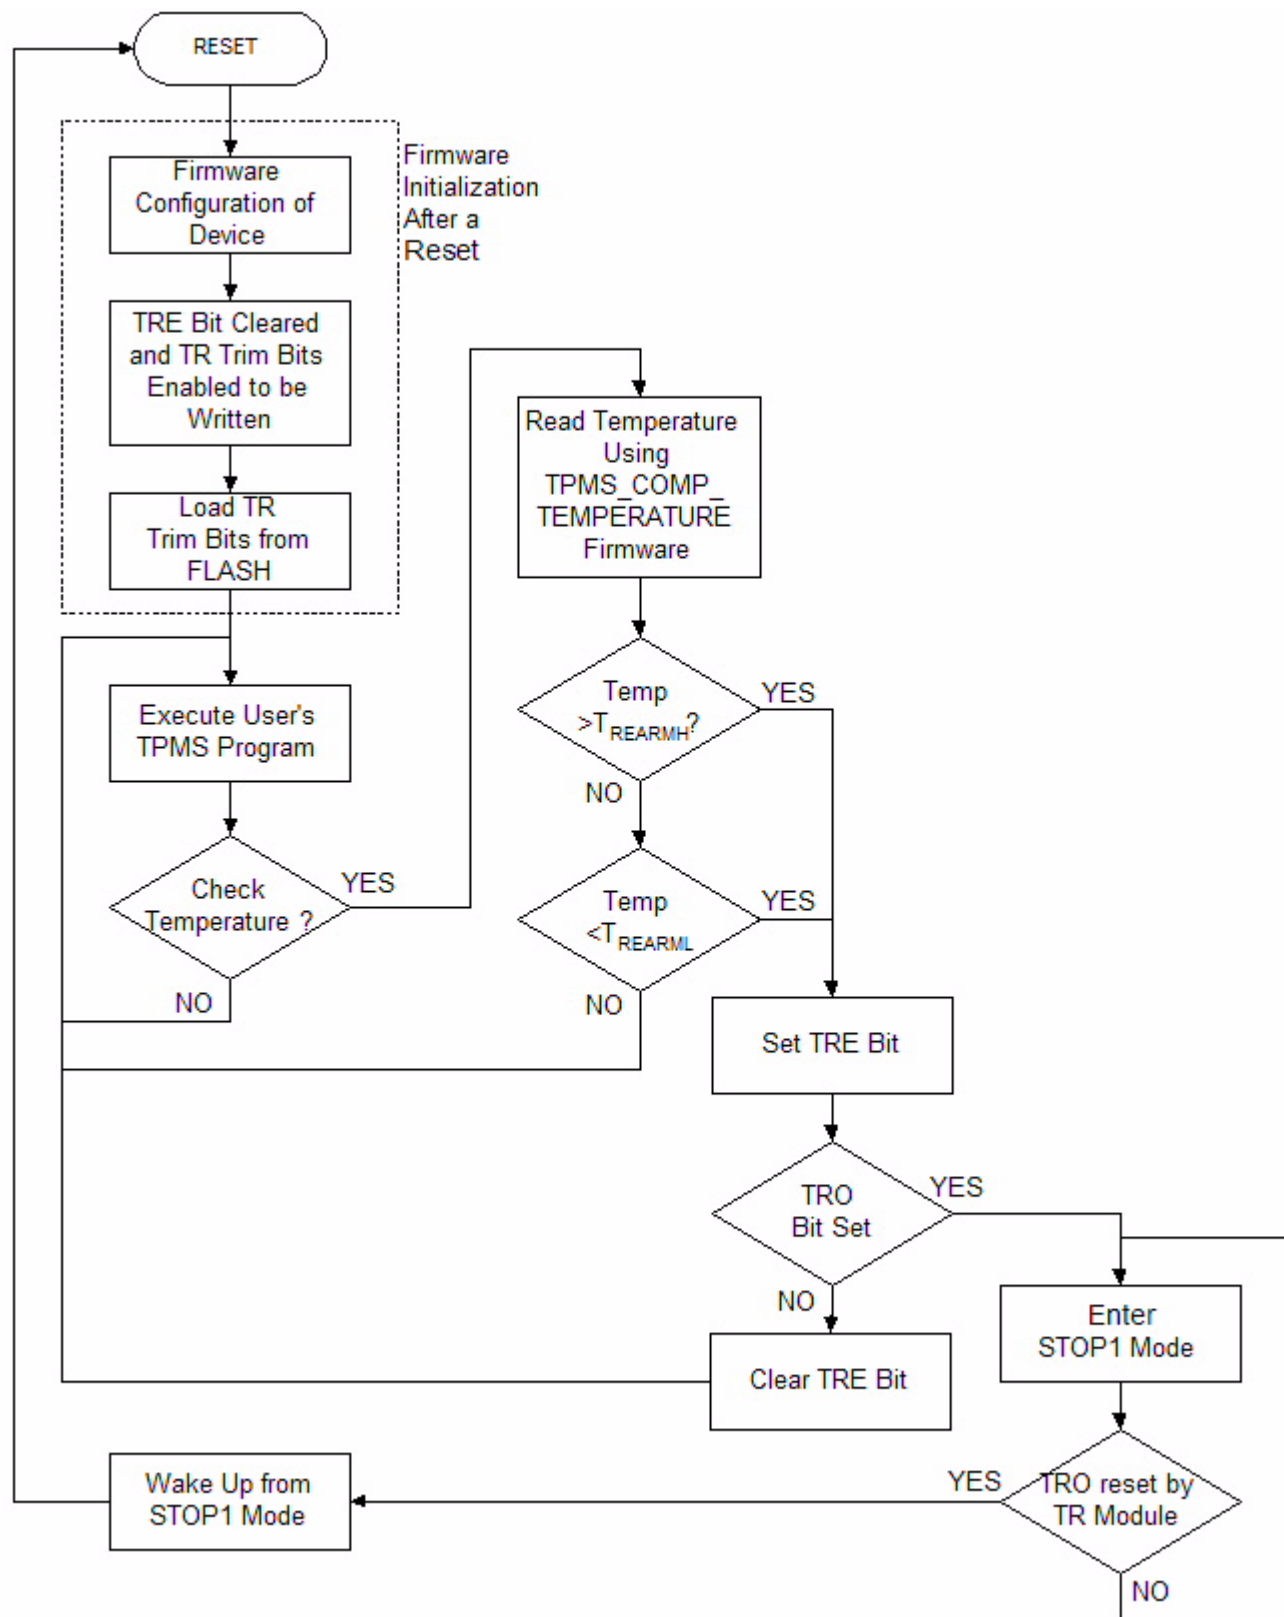 RESET
Firmware
Configuration of
Device
Firmware
Initialization
After a
Reset
TRE Bit Cleared
and TR Trim Bits
Enabled to be
Written
Load TR
Trim Bits from
FLASH
Execute User's
TPMS Program
Check
Temperature ?
YES
NO
Read Temperature
Using
TPMS_COMP_
TEMPERATURE
Firmware
Temp
>TREARMH?
YES
NO
Temp
<TREARML
YES
NO
Set TRE Bit
TRO
Bit Set
YES
NO
Clear TRE Bit
Enter
STOP1 Mode
TRO reset by
TR Module
YES
NO
Wake Up from
STOP1 Mode